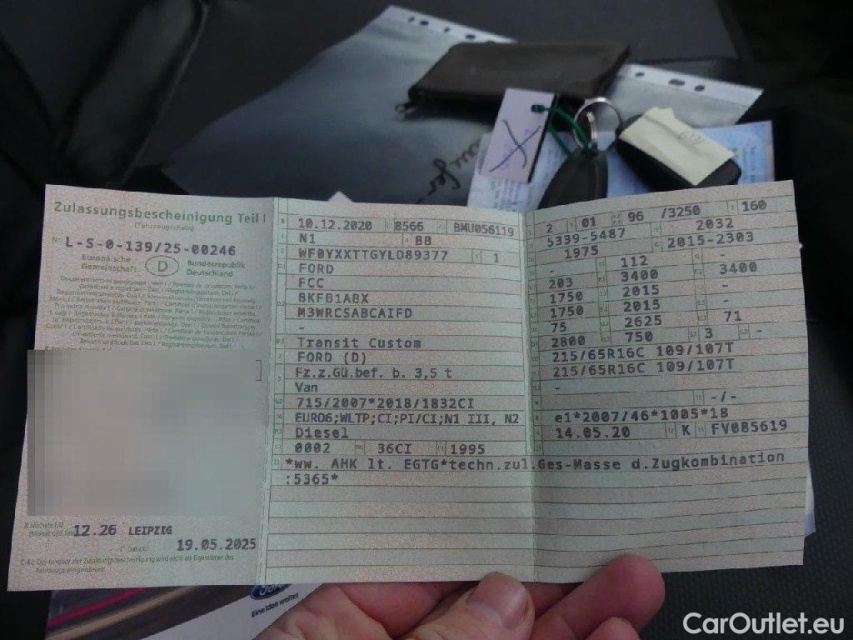 Zulassungsbescheinigung Teil I
(Fahrzeugschein)
L-S-0-139/25-00246
Europäische Gemeinschaft D Bundesrepublik Deutschland
12.26 LEIPZIG
19.05.2025
10.12.2020 8566 BMU056119
N1 BB
WF0YXXTTGYLD89377 1
FORD
FCC
BKFB1ABX
M3WRCSABCAIFD
-
Transit Custom
FORD (D)
Fz.z.Gü.bef. b. 3,5 t
Van
715/2007*2018/1832CI
EURO6;WLTP;CI;PI/CI;N1 III, N2
Diesel
0002 36CI 1995
*ww. AHK lt. EGTG*techn.zul.Ges-Masse d.Zugkombination
:5365*
2 01 96 /3250 160
5339-5487 2032
1975 2015-2303
- 112 -
203 3400 3400
1750 2015 -
1750 2015 -
75 2625 71
2800 750 3 -
215/65R16C 109/107T
215/65R16C 109/107T
-
- -/-
e1*2007/46*1005*18
14.05.20 K FV085619
Eine Idee weiter
CarOutlet.eu